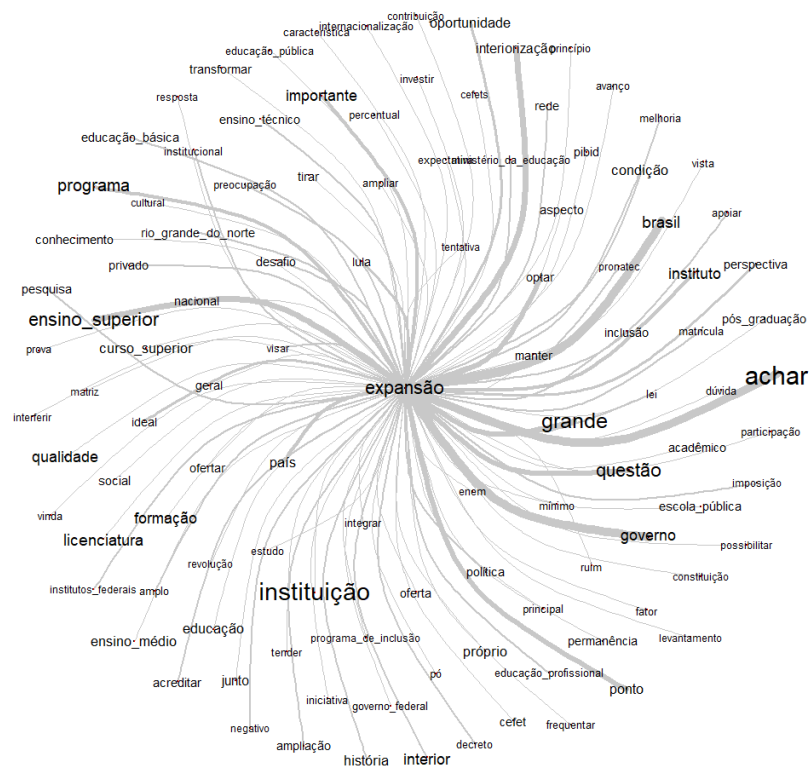 contribuição
oportunidade
internacionalização
característica
interiorização
princípio
educação_pública
transformar
investir
avanço
resposta
importante
cefets
rede
melhoria
ensino_técnico
percentual
educação_básica
institucional
expectativa
ministério_da_educação
pibid
vista
programa
preocupação
tirar
ampliar
condição
cultural
aspecto
brasil
apoiar
conhecimento
rio_grande_do_norte
tentativa
privado
desafio
lula
optar
pronatec
instituto
perspectiva
pesquisa
nacional
ensino_superior
inclusão
matrícula
pós_graduação
prova
curso_superior
visar
manter
achar
interferir
matriz
geral
expansão
lei
dúvida
ideal
grande
participação
qualidade
ofertar
país
questão
acadêmico
social
imposição
vinda
formação
enem
mínimo
escola_pública
licenciatura
integrar
governo
possibilitar
revolução
estudo
ruim
institutos_federais
amplo
instituição
oferta
política
constituição
principal
fator
ensino_médio
educação
programa_de_inclusão
permanência
levantamento
tender
próprio
acreditar
junto
pó
educação_profissional
ponto
iniciativa
governo_federal
negativo
cefet
frequentar
ampliação
história
interior
decreto